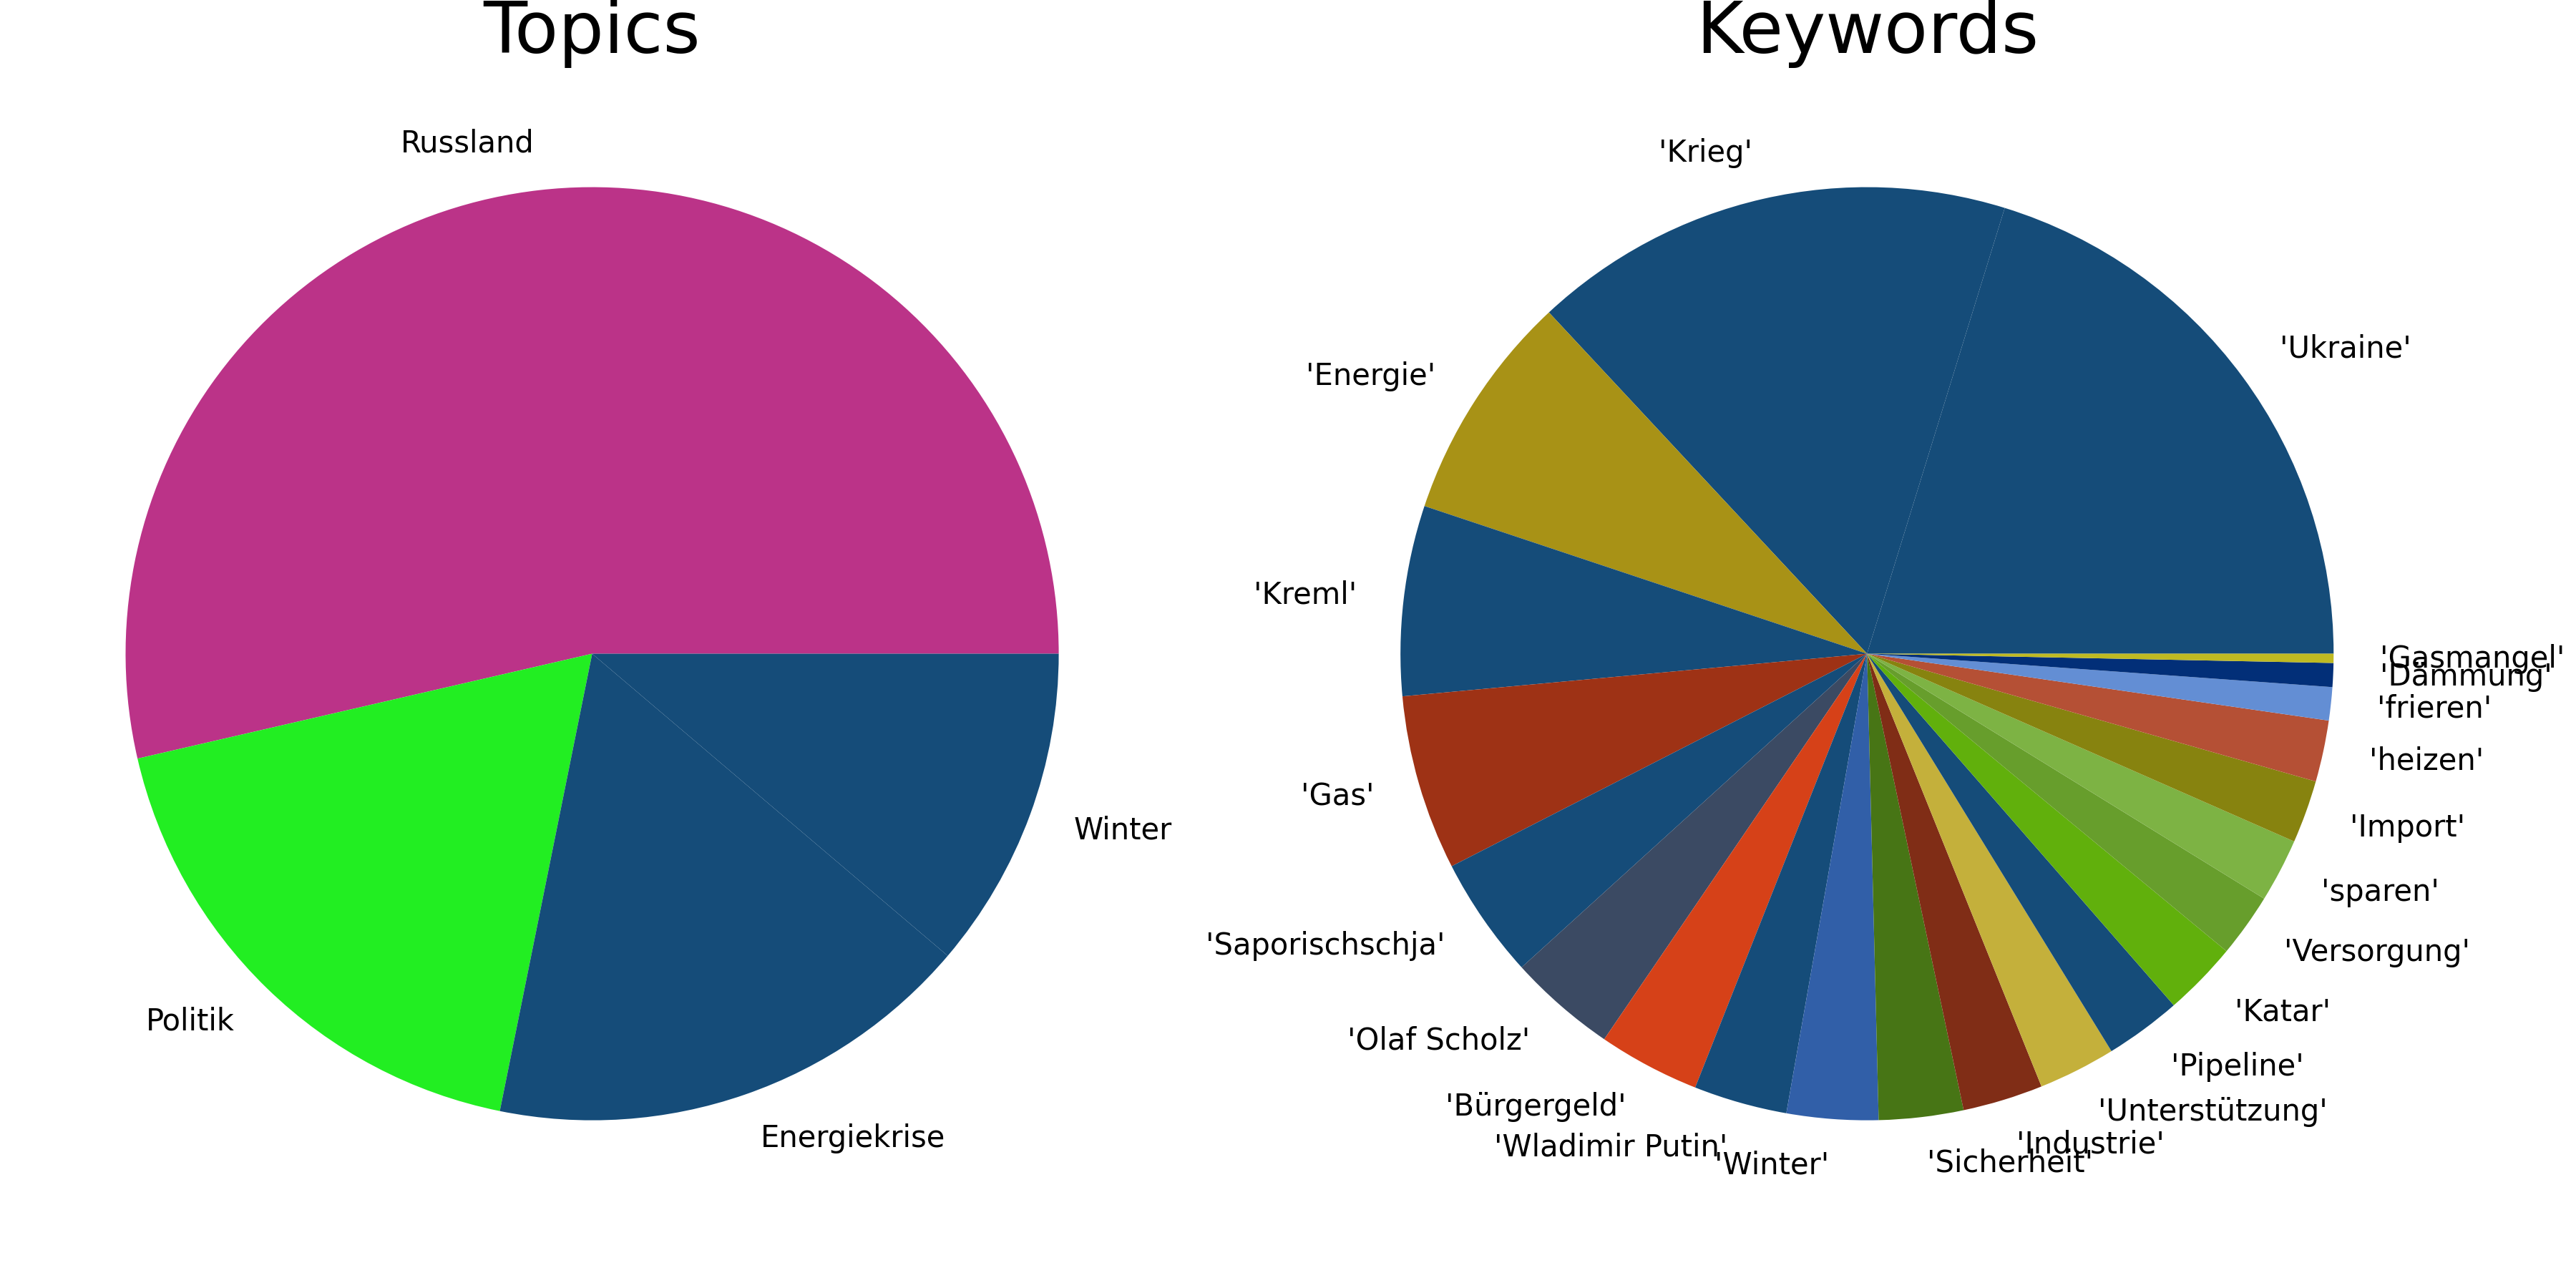 Topics
Russland
Politik
Energiekrise
Winter
Keywords
'Ukraine'
'Krieg'
'Energie'
'Kreml'
'Gas'
'Saporischschja'
'Olaf Scholz'
'Bürgergeld'
'Wladimir Putin'
'Winter'
'Sicherheit'
'Industrie'
'Unterstützung'
'Pipeline'
'Katar'
'Versorgung'
'sparen'
'Import'
'heizen'
'frieren'
'Dämmung'
'Gasmangel'